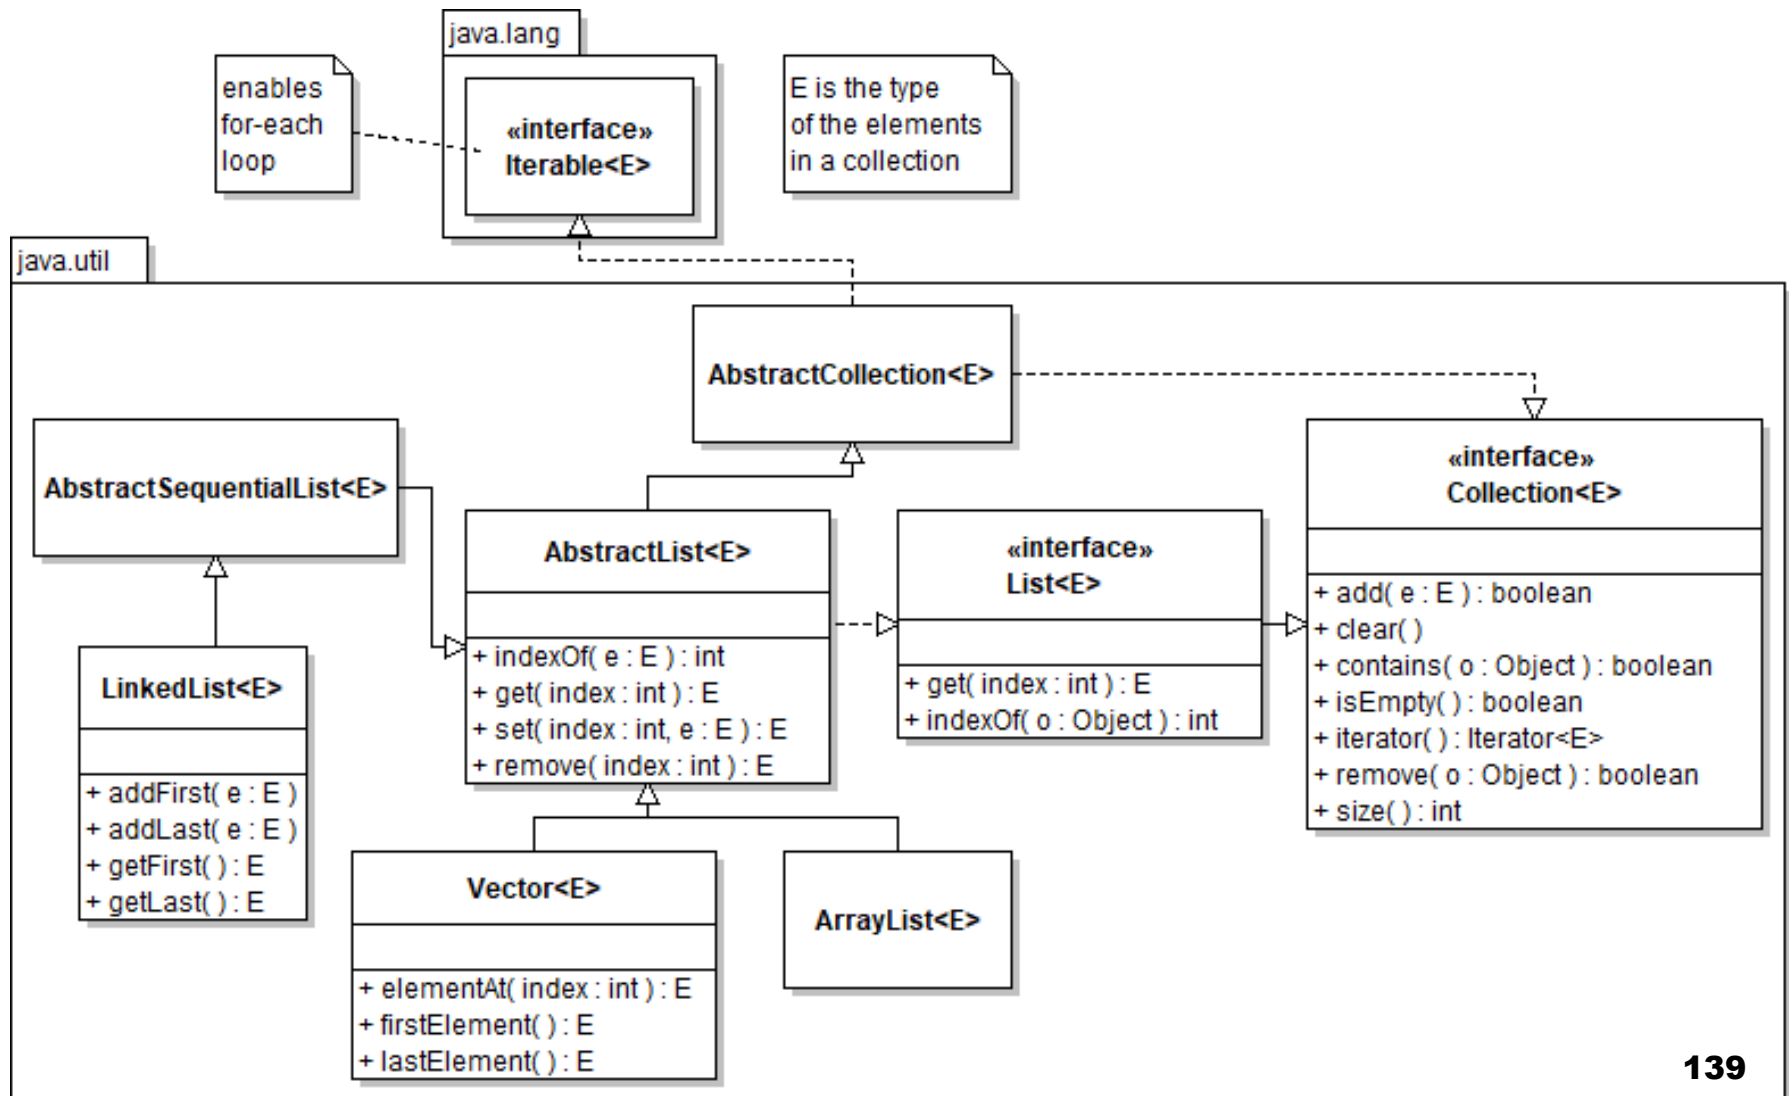 java.lang
enables
for-each
loop
«interface»
Iterable<E>
E is the type
of the elements
in a collection
java.util
AbstractCollection<E>
AbstractSequentialList<E>
«interface»
Collection<E>
+ add( e : E ) : boolean
+ clear( )
+ contains( o : Object ) : boolean
+ isEmpty( ) : boolean
+ iterator( ) : Iterator<E>
+ remove( o : Object ) : boolean
+ size( ) : int
AbstractList<E>
+ indexOf( e : E ) : int
+ get( index : int ) : E
+ set( index : int, e : E ) : E
+ remove( index : int ) : E
«interface»
List<E>
+ get( index : int ) : E
+ indexOf( o : Object ) : int
LinkedList<E>
+ addFirst( e : E )
+ addLast( e : E )
+ getFirst( ) : E
+ getLast( ) : E
Vector<E>
+ elementAt( index : int ) : E
+ firstElement( ) : E
+ lastElement( ) : E
ArrayList<E>
139